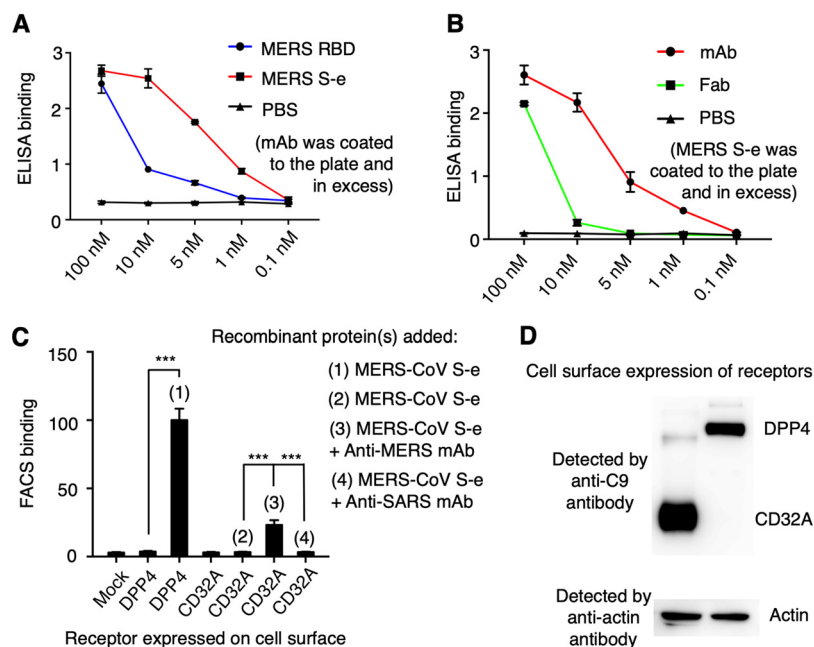 A
ELISA binding
3
2
1
0
100 nM
10 nM
5 nM
1 nM
0.1 nM
MERS RBD
MERS S-e
PBS
(mAb was coated
to the plate and
in excess)
B
ELISA binding
3
2
1
0
100 nM
10 nM
5 nM
1 nM
0.1 nM
mAb
Fab
PBS
(MERS S-e was
coated to the plate
and in excess)
C
FACS binding
150
100
50
0
***
(1)
***
***
(2)
(3)
(4)
Mock
DPP4
DPP4
CD32A
CD32A
CD32A
CD32A
Receptor expressed on cell surface
Recombinant protein(s) added:
(1) MERS-CoV S-e
(2) MERS-CoV S-e
(3) MERS-CoV S-e
+ Anti-MERS mAb
(4) MERS-CoV S-e
+ Anti-SARS mAb
D
Cell surface expression of receptors
Detected by
anti-C9
antibody
DPP4
CD32A
Detected by
anti-actin
antibody
Actin